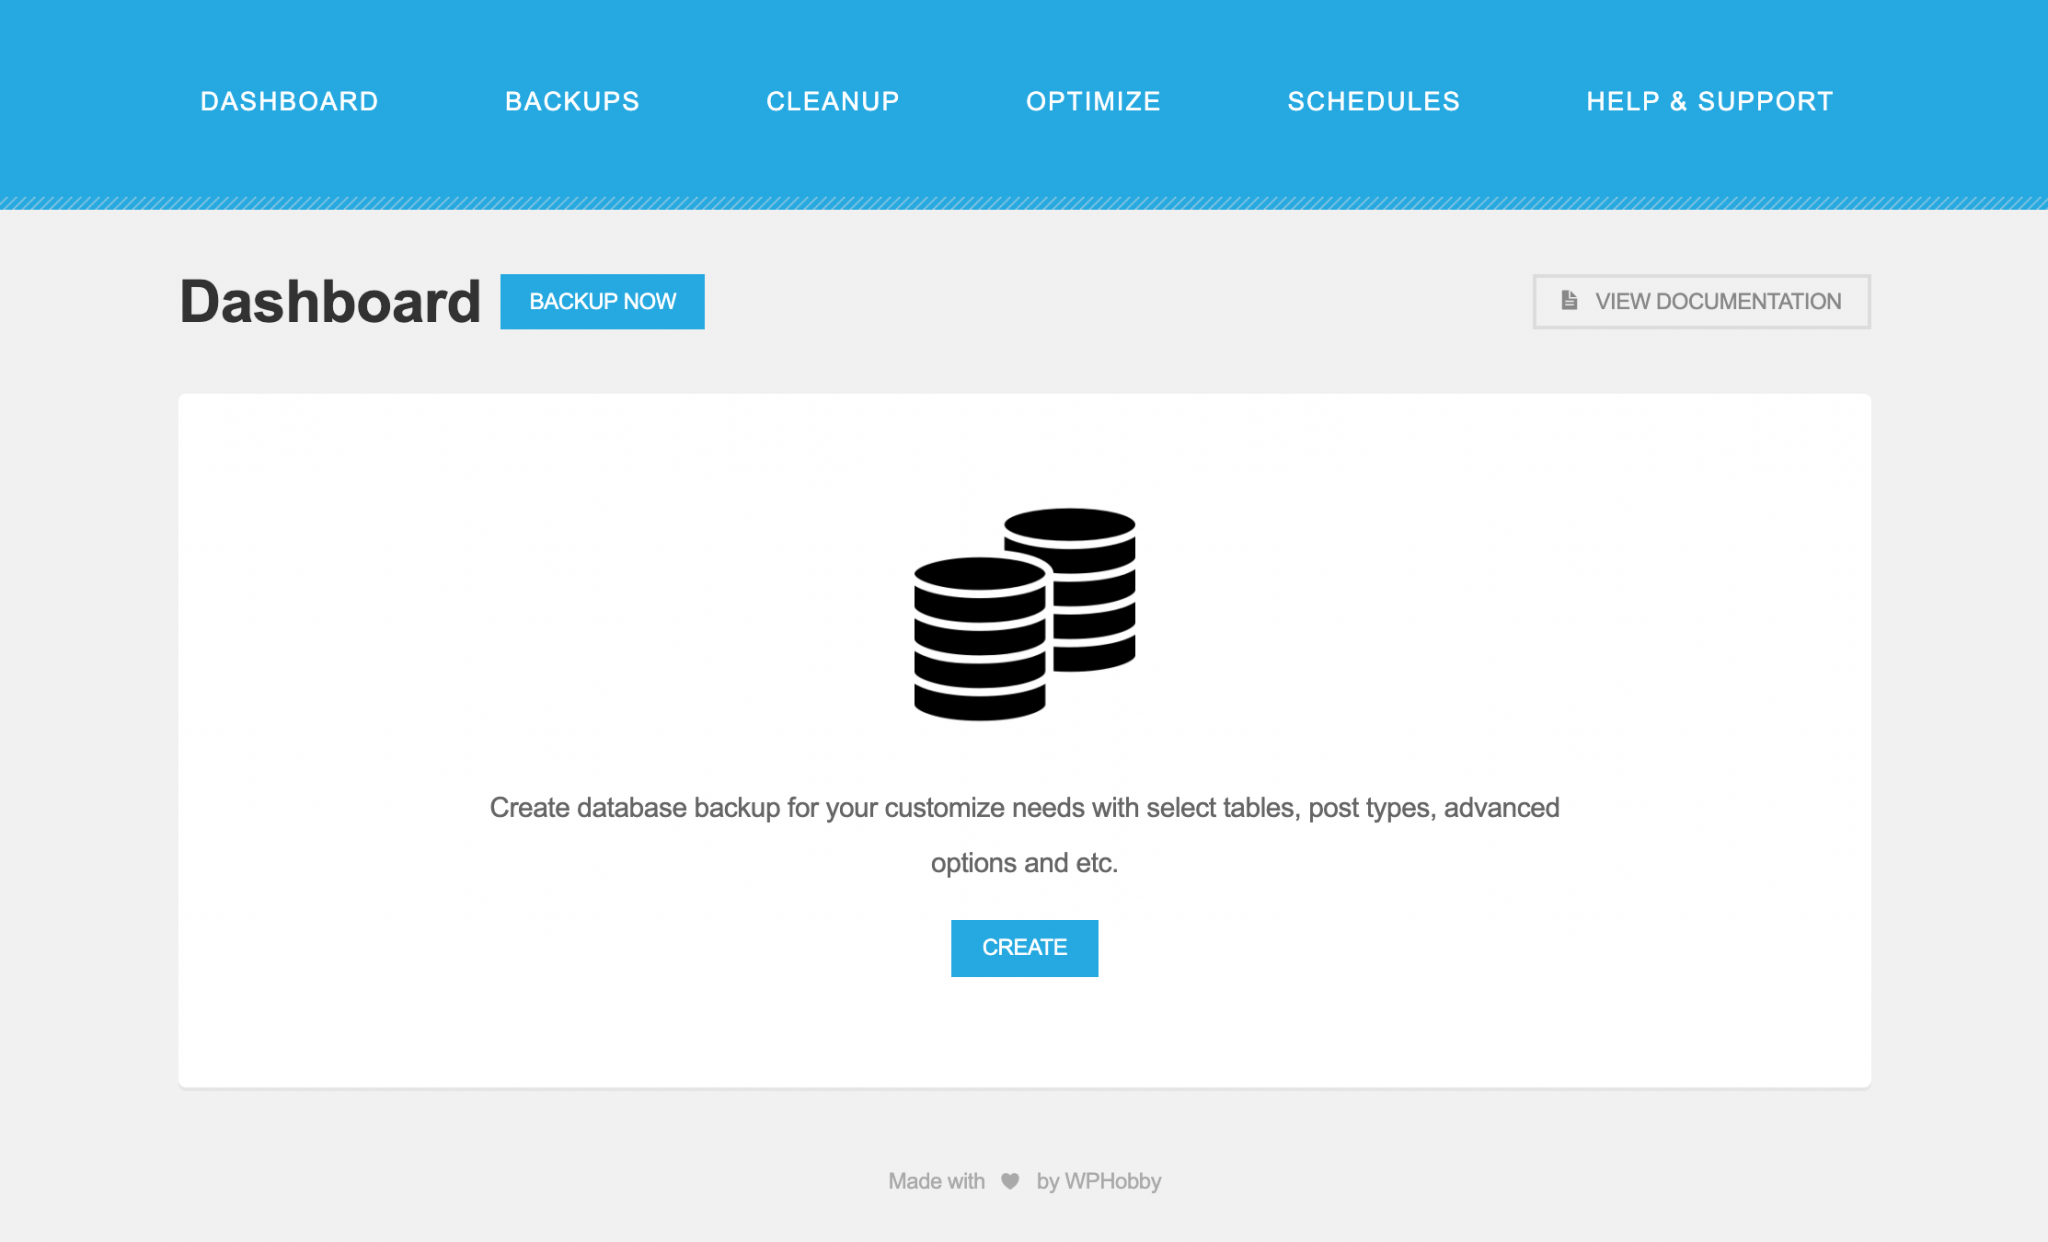 DASHBOARD BACKUPS CLEANUP OPTIMIZE SCHEDULES HELP & SUPPORT
Dashboard BACKUP NOW VIEW DOCUMENTATION
Create database backup for your customize needs with select tables, post types, advanced
options and etc.
CREATE
Made with by WPHobby